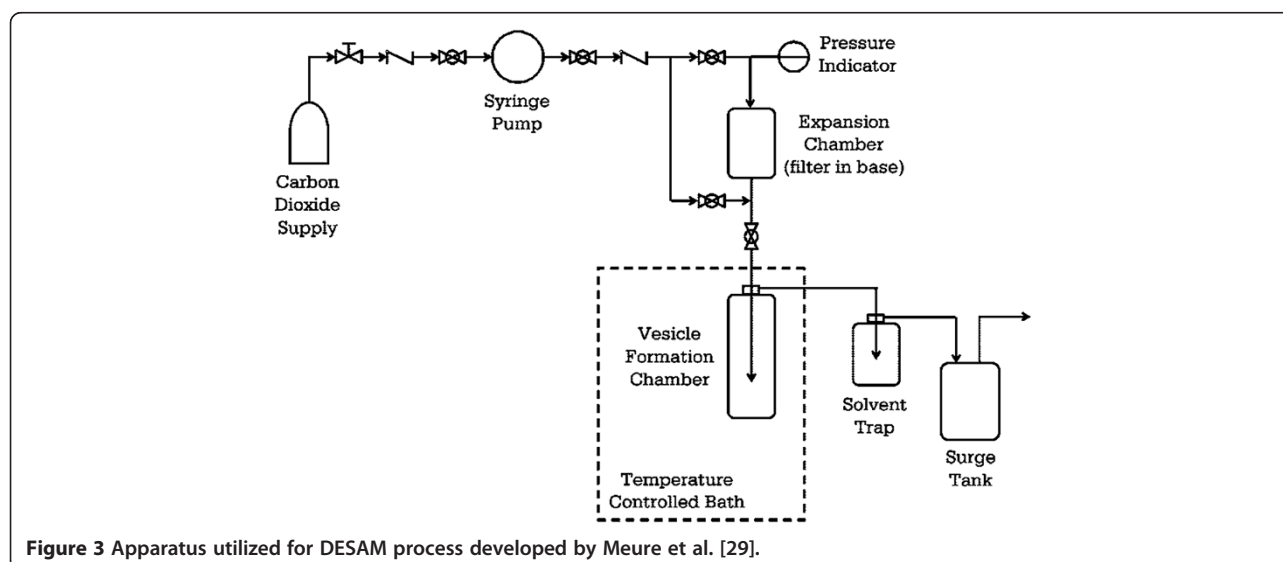 Pressure
Indicator
Syringe
Pump
Expansion
Chamber
(filter in base)
Carbon
Dioxide
Supply
Vesicle
Formation
Chamber
Solvent
Trap
Surge
Tank
Temperature
Controlled Bath
Figure 3 Apparatus utilized for DESAM process developed by Meure et al. [29].